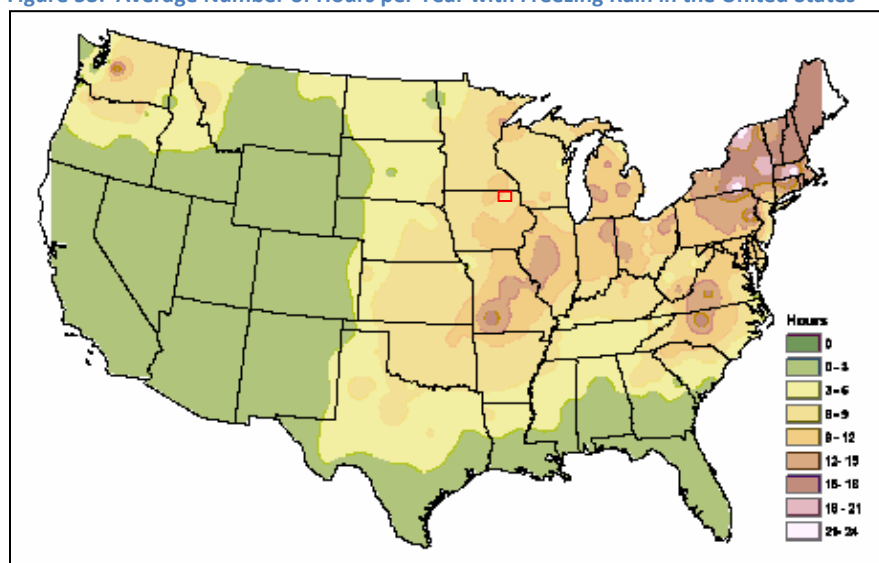 Figure Average Number of Hours per Year with Freezing Rain in the United States
Hours
0
0 - 3
3 - 6
6 - 9
9 - 12
12 - 15
15 - 18
18 - 21
21 - 24